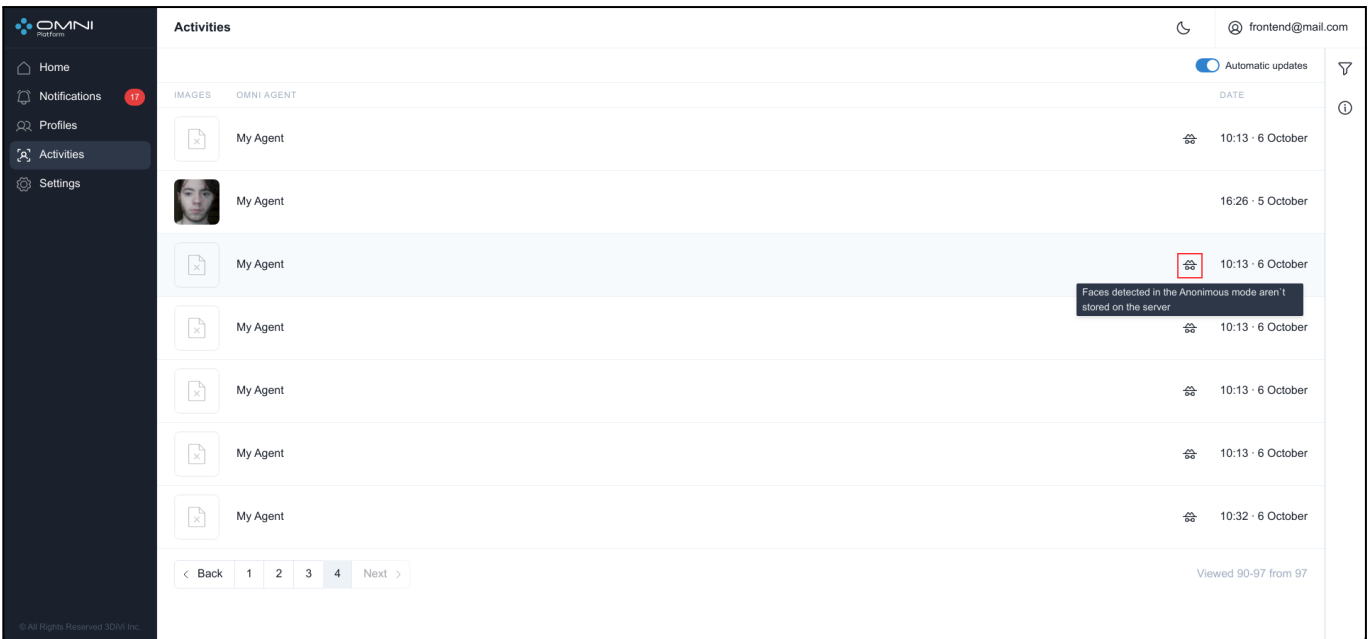 OMNI
Platform
Activities
frontend@mail.com
Home
Notifications 17
Profiles
Activities
Settings
Automatic updates
IMAGES OMNI AGENT DATE
My Agent 10:13 · 6 October
My Agent 16:26 · 5 October
My Agent 10:13 · 6 October
Faces detected in the Anonimous mode aren`t
stored on the server
My Agent 10:13 · 6 October
My Agent 10:13 · 6 October
My Agent 10:13 · 6 October
My Agent 10:32 · 6 October
< Back 1 2 3 4 Next >
Viewed 90-97 from 97
© All Rights Reserved 3DiVi Inc.